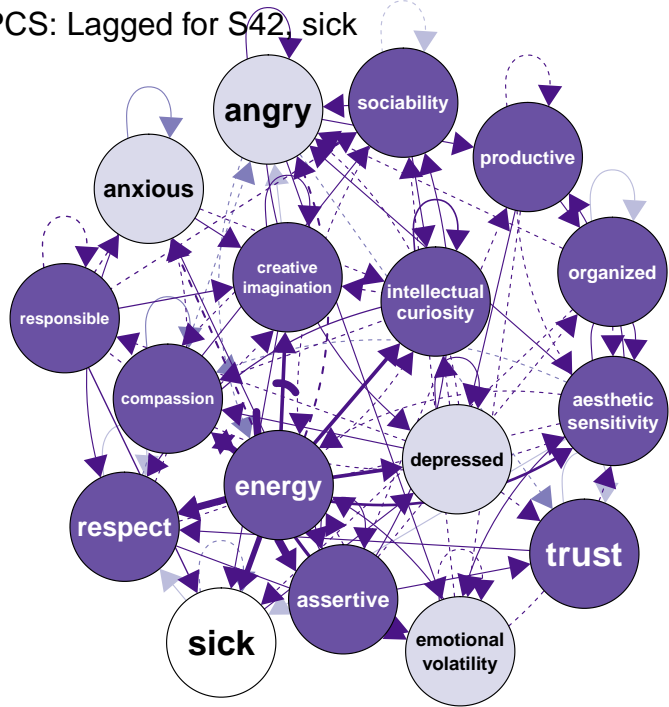 PCS: Lagged for S42, sick
angry
sociability
productive
anxious
creative
imagination
intellectual
curiosity
organized
responsible
compassion
aesthetic
sensitivity
depressed
energy
respect
trust
assertive
sick
emotional
volatility